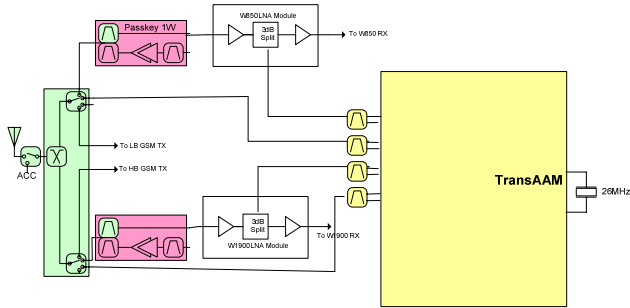 W850LNA Module
Passkey 1W
3dB
Split
To W850 RX
To LB GSM TX
To HB GSM TX
ACC
TransAAM
26MHz
3dB
Split
W1900LNA Module
To W1900 RX